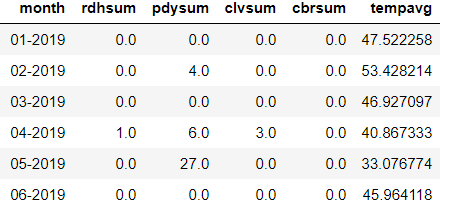 month rdhsum pdysum clvsum cbrsum tempavg
01-2019 0.0 0.0 0.0 0.0 47.522258
02-2019 0.0 4.0 0.0 0.0 53.428214
03-2019 0.0 0.0 0.0 0.0 46.927097
04-2019 1.0 6.0 3.0 0.0 40.867333
05-2019 0.0 27.0 0.0 0.0 33.076774
06-2019 0.0 0.0 0.0 0.0 45.964118